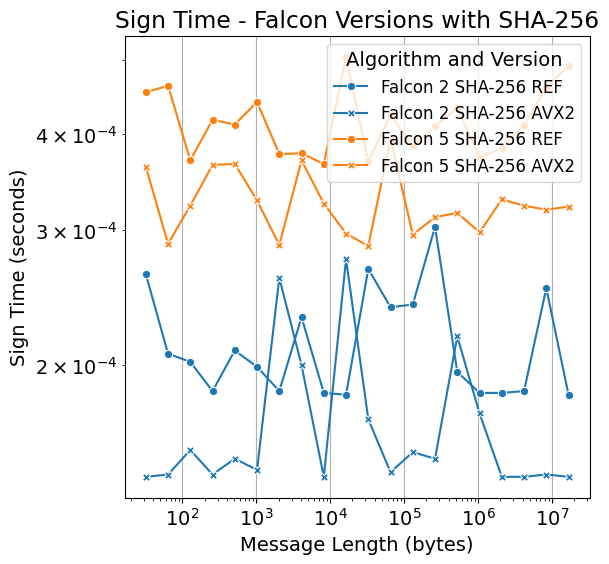 Sign Time - Falcon Versions with SHA-256
Algorithm and Version
Falcon 2 SHA-256 REF
Falcon 2 SHA-256 AVX2
Falcon 5 SHA-256 REF
Falcon 5 SHA-256 AVX2
Sign Time (seconds)
4 × 10⁻⁴
3 × 10⁻⁴
2 × 10⁻⁴
10² 10³ 10⁴ 10⁵ 10⁶ 10⁷
Message Length (bytes)